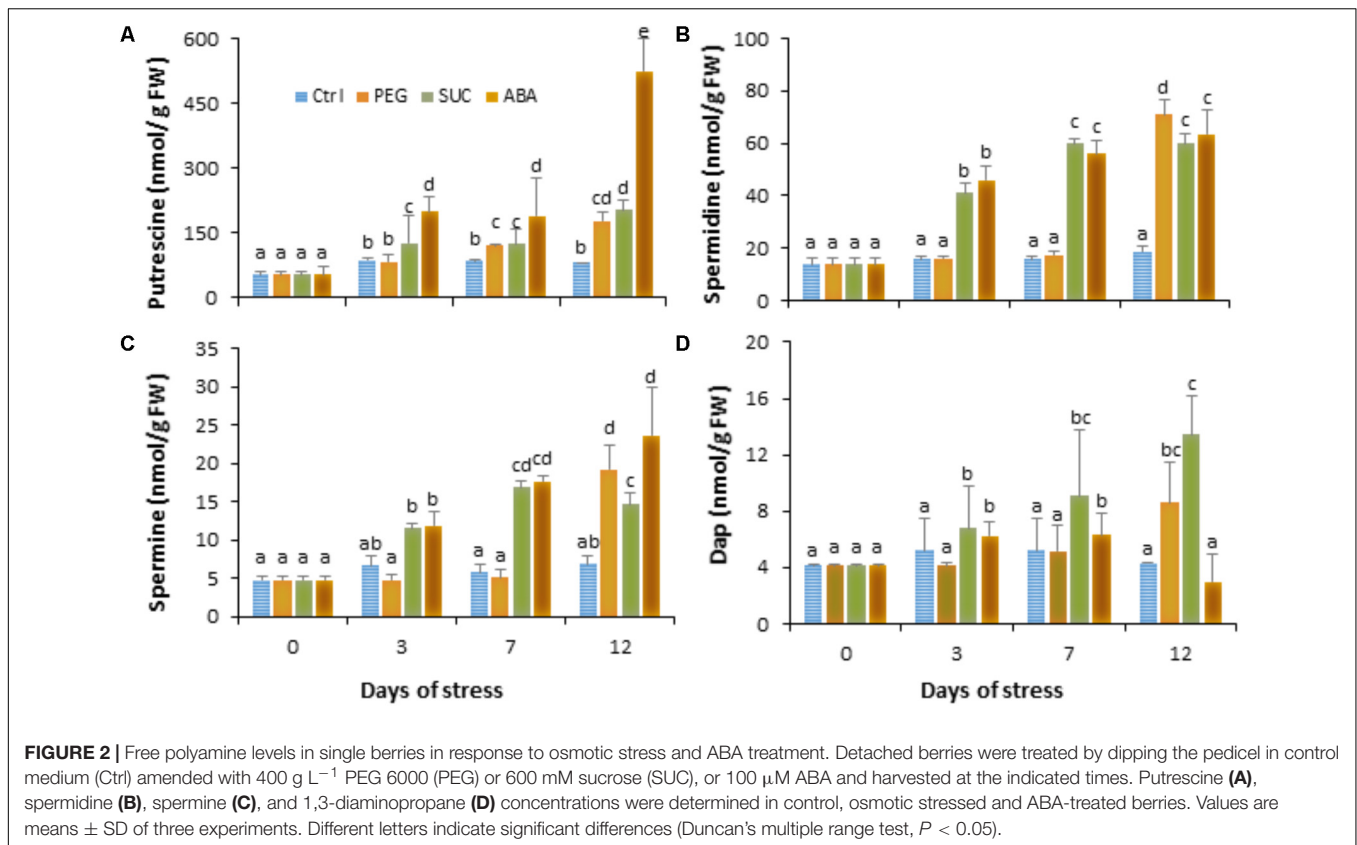 A
B
600
450
300
150
0
Putrescine (nmol/ g FW)
Ctrl PEG SUC ABA
a a a a
b b c d
b c c d
b cd d e
100
80
60
40
20
0
Spermidine (nmol/g FW)
a a a a
a a b b
a a c c
a d c c
C
D
35
30
25
20
15
10
5
0
Spermine (nmol/g FW)
a a a a
ab a b b
a a cd cd
ab d c d
0 3 7 12
Days of stress
20
16
12
8
4
0
Dap (nmol/g FW)
a a a a
a a b b
a a bc b
a bc c a
0 3 7 12
Days of stress
FIGURE 2 | Free polyamine levels in single berries in response to osmotic stress and ABA treatment. Detached berries were treated by dipping the pedicel in control
medium (Ctrl) amended with 400 g L⁻¹ PEG 6000 (PEG) or 600 mM sucrose (SUC), or 100 μM ABA and harvested at the indicated times. Putrescine (A),
spermidine (B), spermine (C), and 1,3-diaminopropane (D) concentrations were determined in control, osmotic stressed and ABA-treated berries. Values are
means ± SD of three experiments. Different letters indicate significant differences (Duncan's multiple range test, P < 0.05).